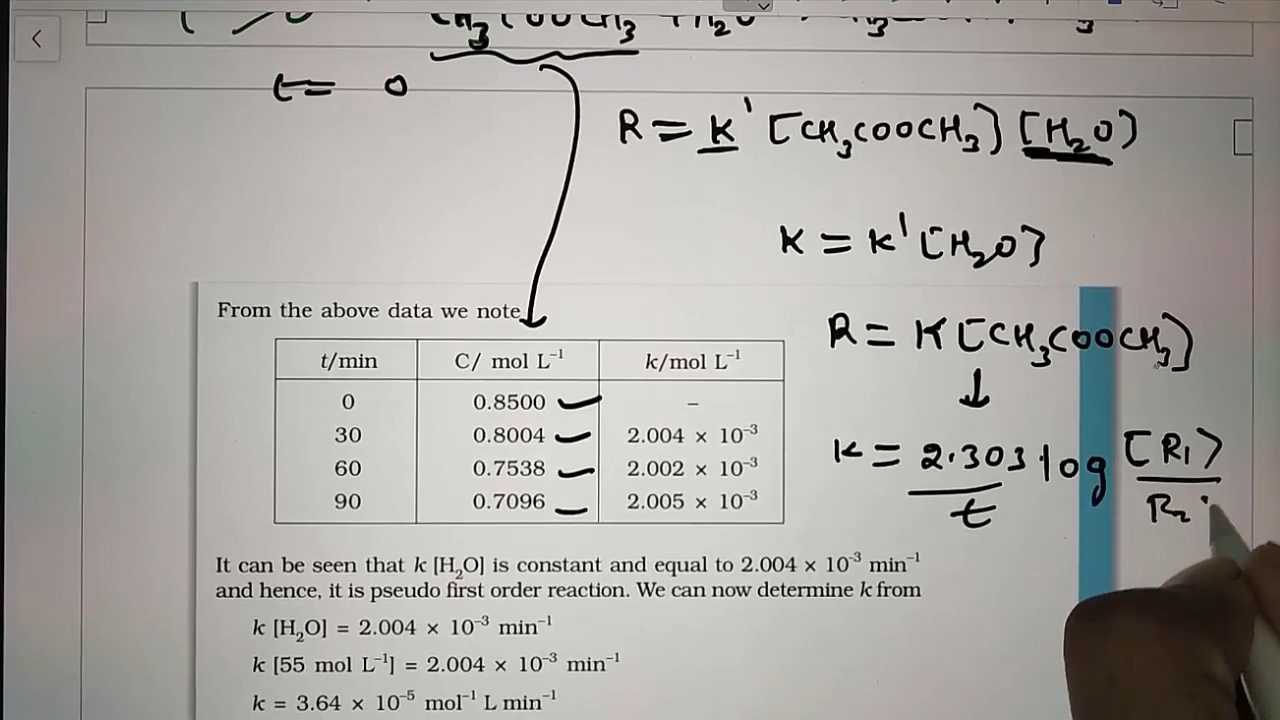 t = 0
R = K' [CH₃COOCH₃] [H₂O]
K = K' [H₂O]
R = K [CH₃COOCH₃]
K = 2.303/t log [R₁]/R₂
From the above data we note
t/min C/ mol L⁻¹ k/mol L⁻¹
0 0.8500 –
30 0.8004 2.004 × 10⁻³
60 0.7538 2.002 × 10⁻³
90 0.7096 2.005 × 10⁻³
It can be seen that k [H₂O] is constant and equal to 2.004 × 10⁻³ min⁻¹
and hence, it is pseudo first order reaction. We can now determine k from
k [H₂O] = 2.004 × 10⁻³ min⁻¹
k [55 mol L⁻¹] = 2.004 × 10⁻³ min⁻¹
k = 3.64 × 10⁻⁵ mol⁻¹ L min⁻¹